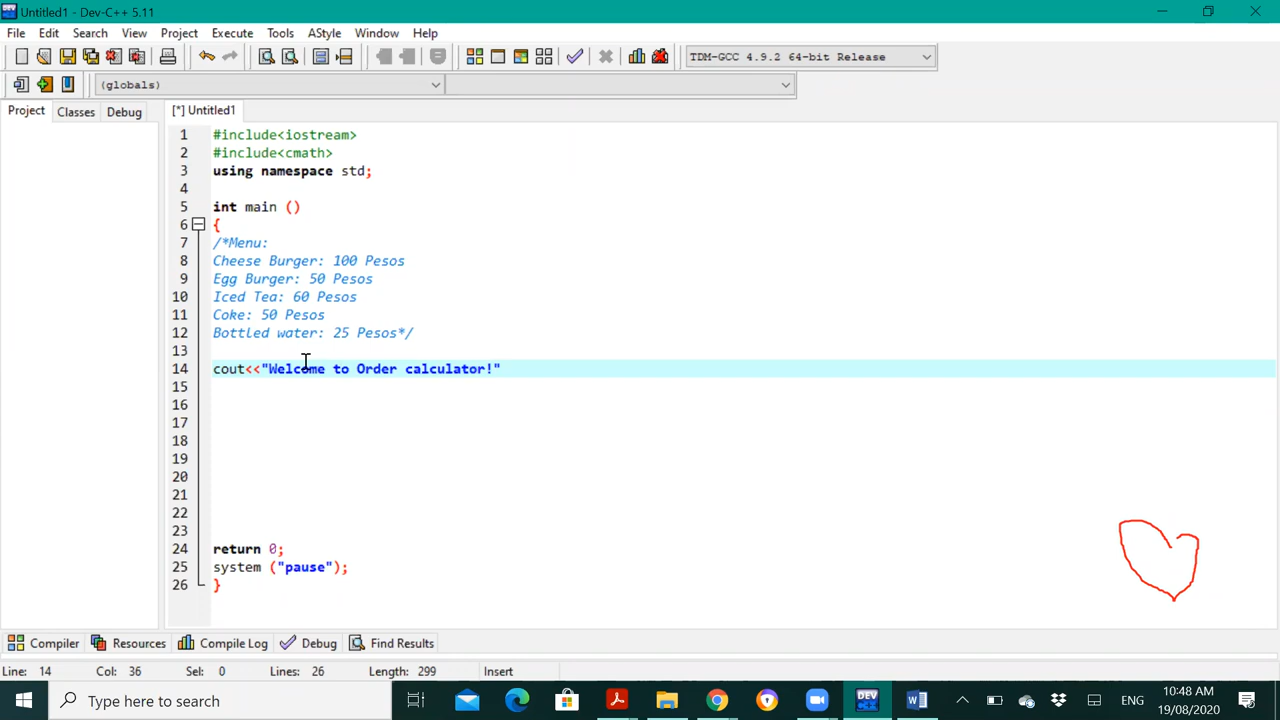 Untitled1 - Dev-C++ 5.11
File Edit Search View Project Execute Tools AStyle Window Help
TDM-GCC 4.9.2 64-bit Release
(globals)
Project Classes Debug [*] Untitled1
1 #include<iostream>
2 #include<cmath>
3 using namespace std;
4
5 int main ()
6 {
7 /*Menu:
8 Cheese Burger: 100 Pesos
9 Egg Burger: 50 Pesos
10 Iced Tea: 60 Pesos
11 Coke: 50 Pesos
12 Bottled water: 25 Pesos*/
13
14 cout<<"Welcome to Order calculator!"
15
16
17
18
19
20
21
22
23
24 return 0;
25 system ("pause");
26 }
Compiler Resources Compile Log Debug Find Results
Line: 14 Col: 36 Sel: 0 Lines: 26 Length: 299 Insert
Type here to search
DEV C++
W
ENG
10:48 AM
19/08/2020